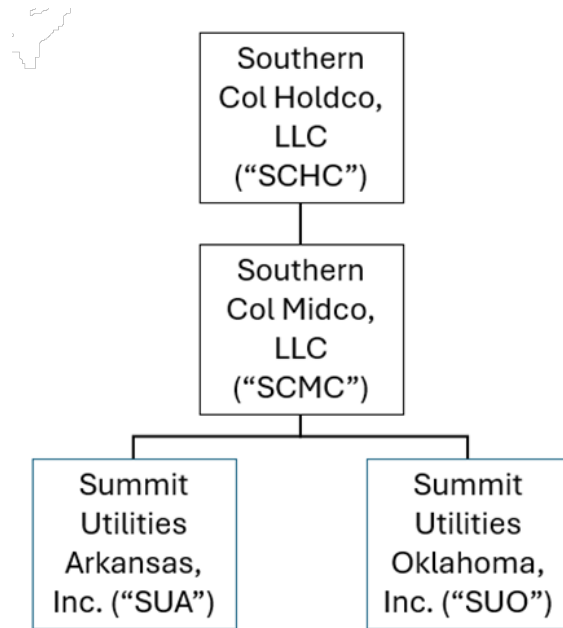 Southern
Col Holdco,
LLC
(“SCHC”)
Southern
Col Midco,
LLC
(“SCMC”)
Summit
Utilities
Arkansas,
Inc. (“SUA”)
Summit
Utilities
Oklahoma,
Inc. (“SUO”)